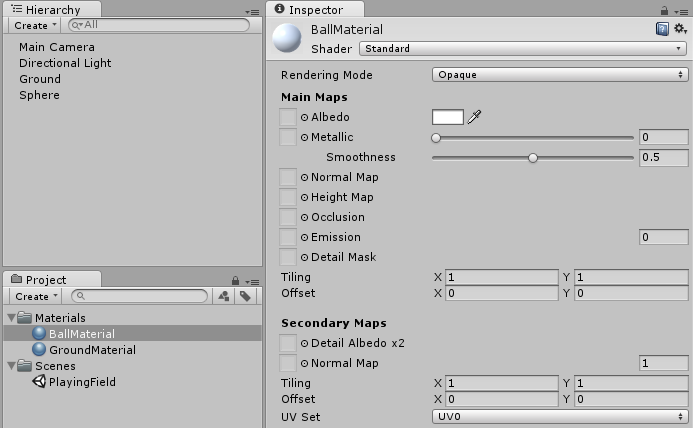 Hierarchy
Create
All
Main Camera
Directional Light
Ground
Sphere
Project
Create
Materials
BallMaterial
GroundMaterial
Scenes
PlayingField
Inspector
BallMaterial
Shader Standard
Rendering Mode Opaque
Main Maps
Albedo
Metallic 0
Smoothness 0.5
Normal Map
Height Map
Occlusion
Emission 0
Detail Mask
Tiling X 1 Y 1
Offset X 0 Y 0
Secondary Maps
Detail Albedo x2
Normal Map 1
Tiling X 1 Y 1
Offset X 0 Y 0
UV Set UV0